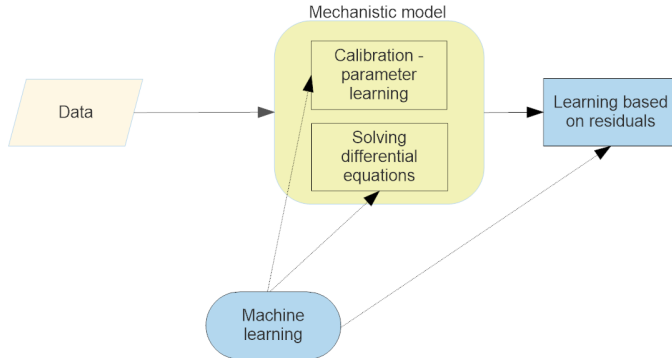 Mechanistic model
Calibration -
parameter
learning
Data
Learning based
on residuals
Solving
differential
equations
Machine
learning